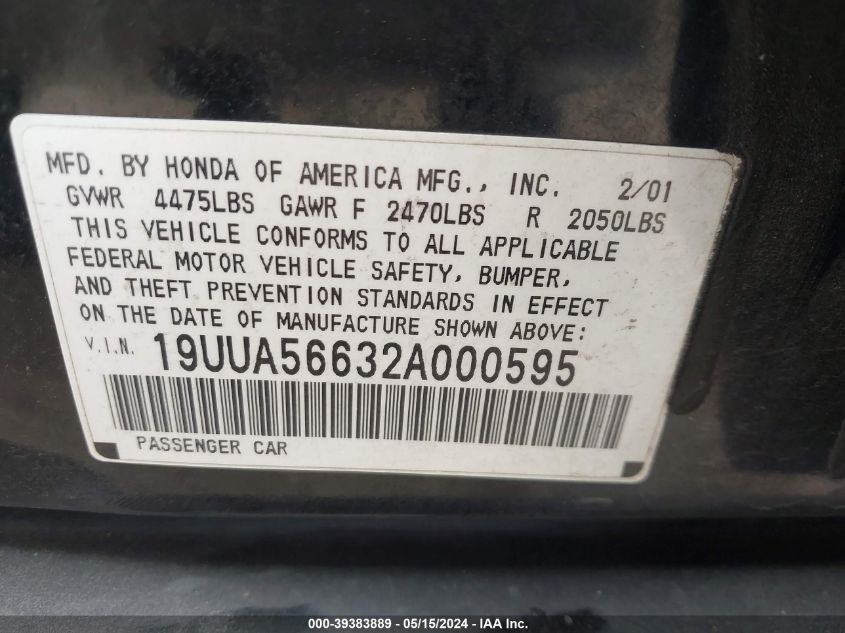 MFD. BY HONDA OF AMERICA MFG., INC. 2/01
GVWR 4475LBS GAWR F 2470LBS R 2050LBS
THIS VEHICLE CONFORMS TO ALL APPLICABLE
FEDERAL MOTOR VEHICLE SAFETY, BUMPER,
AND THEFT PREVENTION STANDARDS IN EFFECT
ON THE DATE OF MANUFACTURE SHOWN ABOVE:
V.I.N. 19UUA56632A000595
PASSENGER CAR
000-39383889 - 05/15/2024 - IAA Inc.